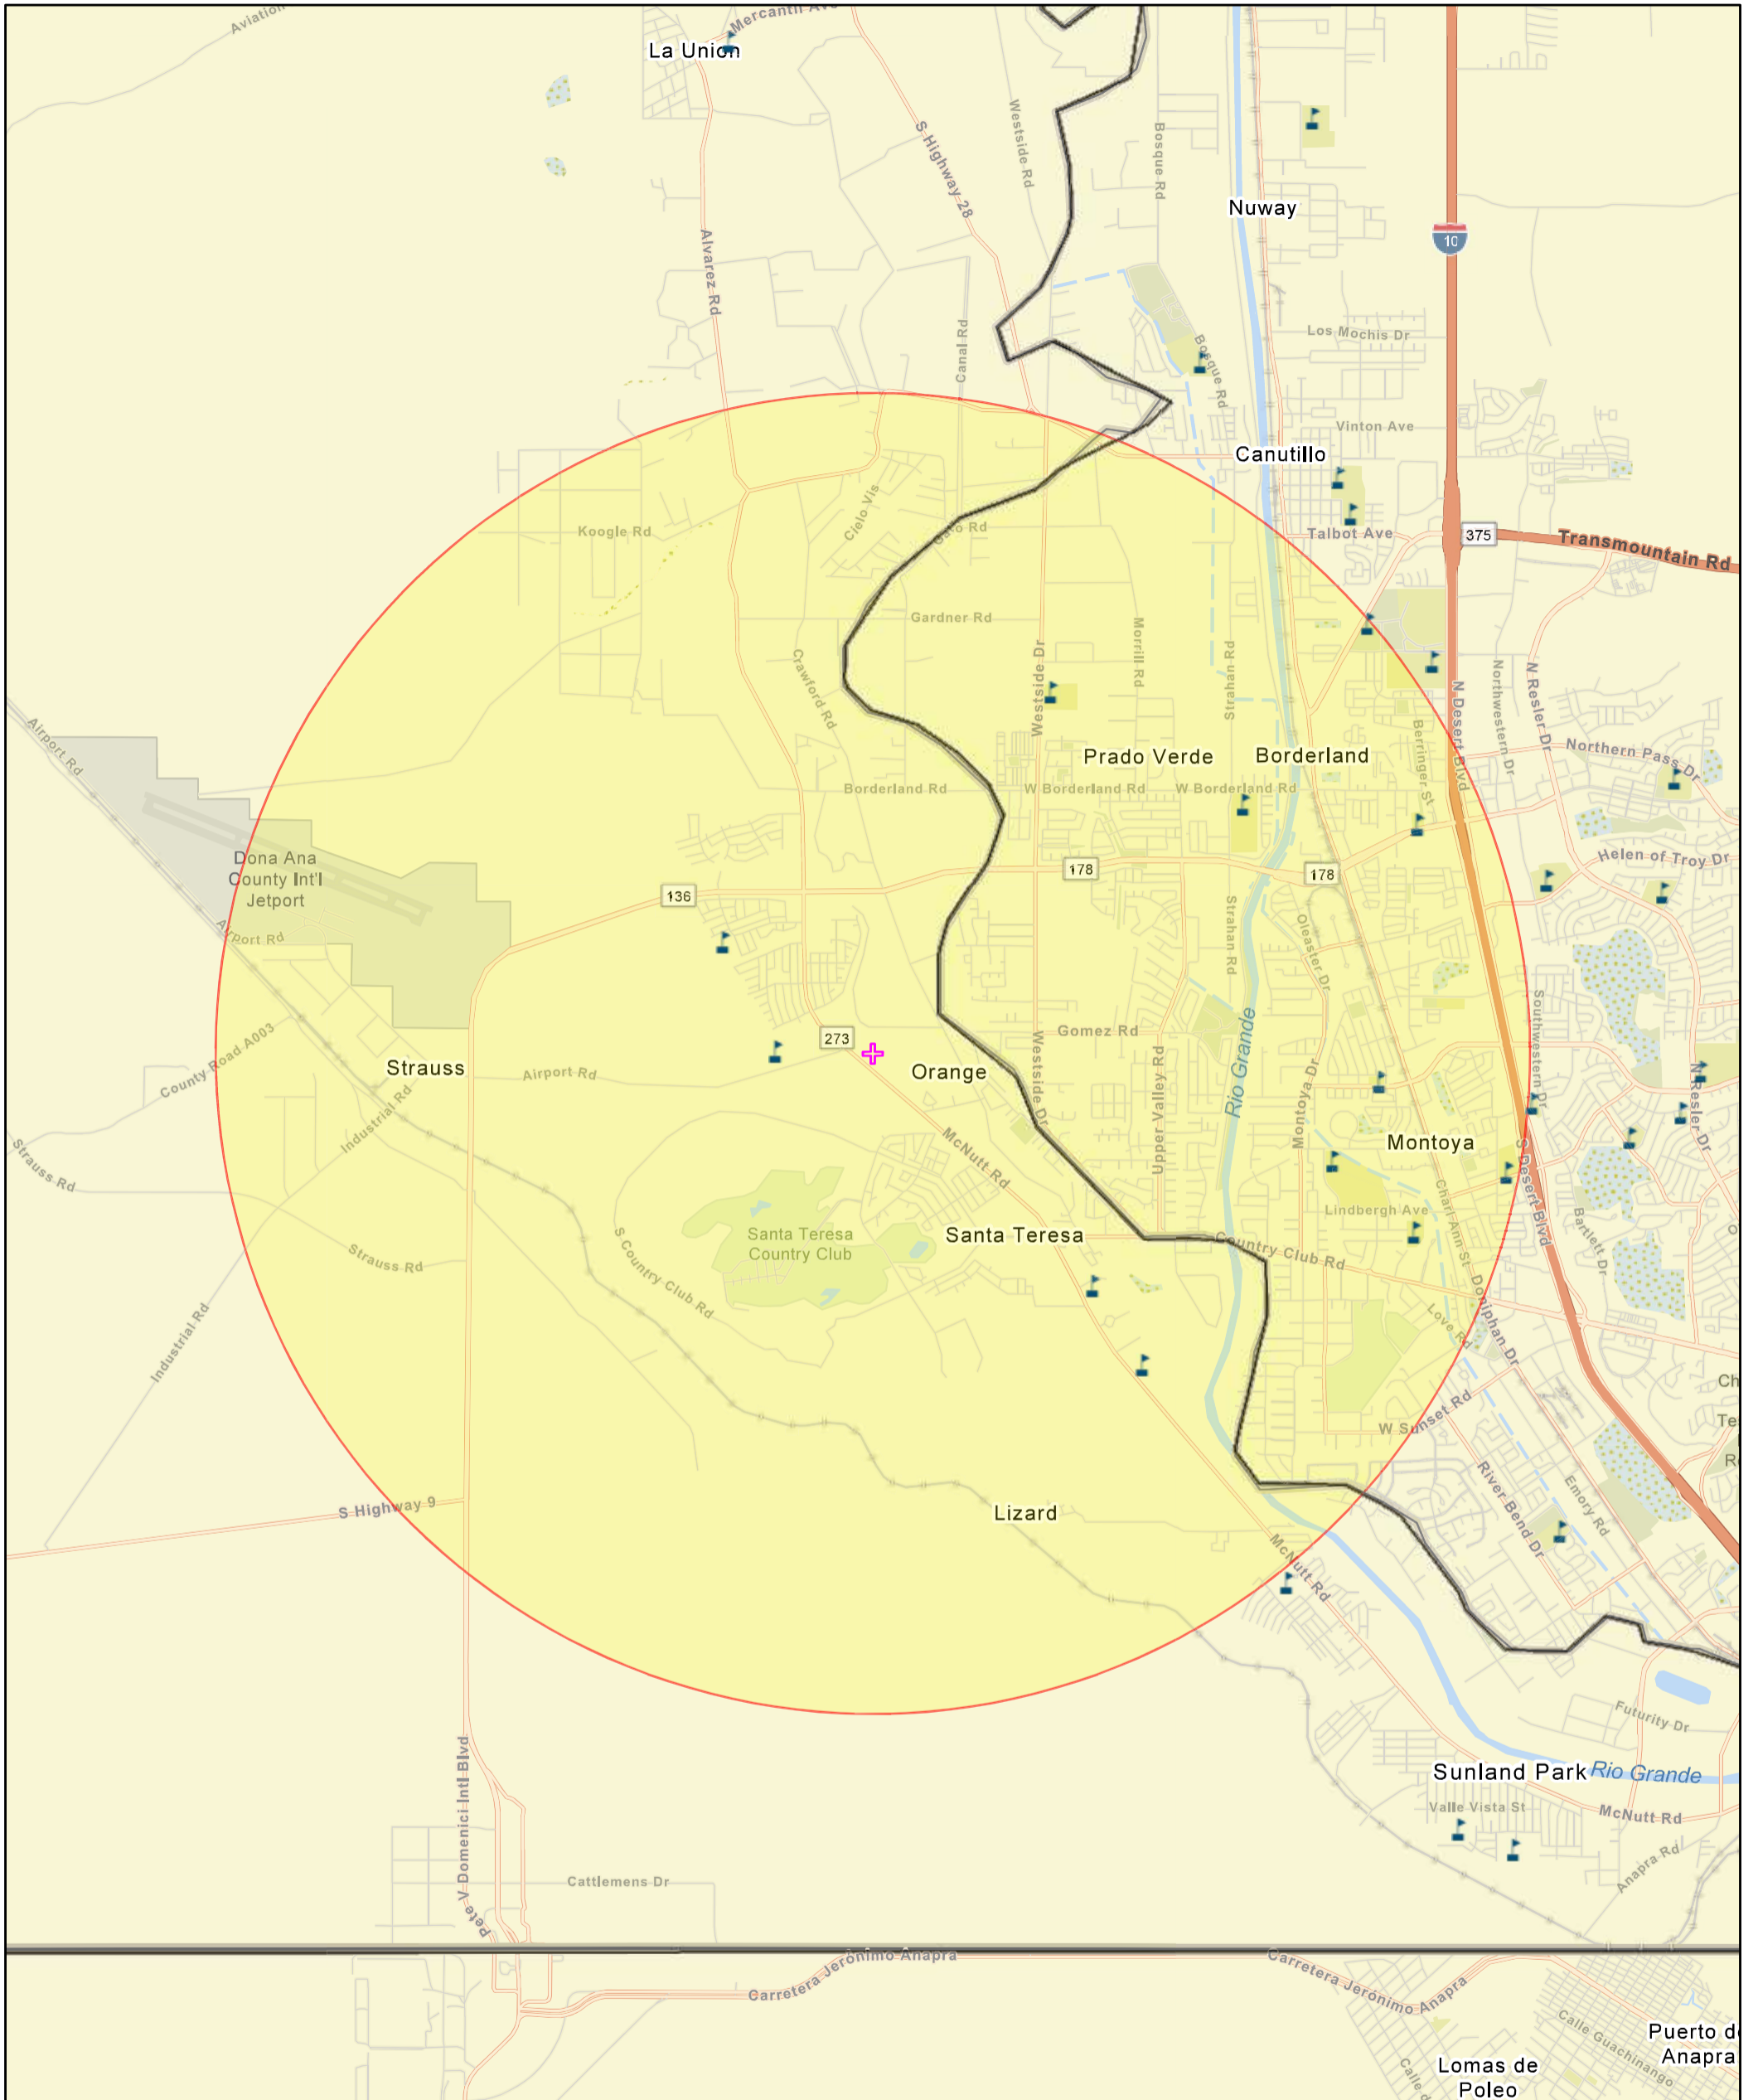 Aviation
Mercantil Ave
La Union
Westside Rd
S Highway 28
Bosque Rd
Nuway
10
Alvarez Rd
Canal Rd
Bosque Rd
Los Mochis Dr
Vinton Ave
Canutillo
Talbot Ave
375
Transmountain Rd
Koogle Rd
Cielo Vis
Gato Rd
Gardner Rd
Crawford Rd
Westside Dr
Morrill Rd
Strahan Rd
N Desert Blvd
Northwestern Dr
N Resler Dr
Northern Pass Dr
Airport Rd
Prado Verde
Borderland
Berringer St
Borderland Rd
W Borderland Rd
W Borderland Rd
Dona Ana
County Int'l
Jetport
178
178
Helen of Troy Dr
136
Airport Rd
Strahan Rd
Oleaster Dr
Rio Grande
Southwestern Dr
County Road A003
273
Gomez Rd
Westside Dr
Strauss
Airport Rd
Orange
Upper Valley Rd
Montoya Dr
N Resler Dr
Industrial Rd
Strauss Rd
McNutt Rd
Montoya
S Desert Blvd
Charl Ann St
Lindbergh Ave
Bartlett Dr
Santa Teresa
Country Club
Santa Teresa
Country Club Rd
Strauss Rd
S Country Club Rd
Industrial Rd
Love Rd
Doniphan Dr
Ch
Te
R
W Sunset Rd
River Bend Dr
Emory Rd
S Highway 9
Lizard
McNutt Rd
Futurity Dr
Pete V Domenici Intl Blvd
Sunland Park
Rio Grande
Valle Vista St
McNutt Rd
Anapra Rd
Cattlemens Dr
Carretera Jerónimo Anapra
Carretera Jerónimo Anapra
Calle Guachinango
Puerto d
Anapra
Lomas de
Poleo
Calle d